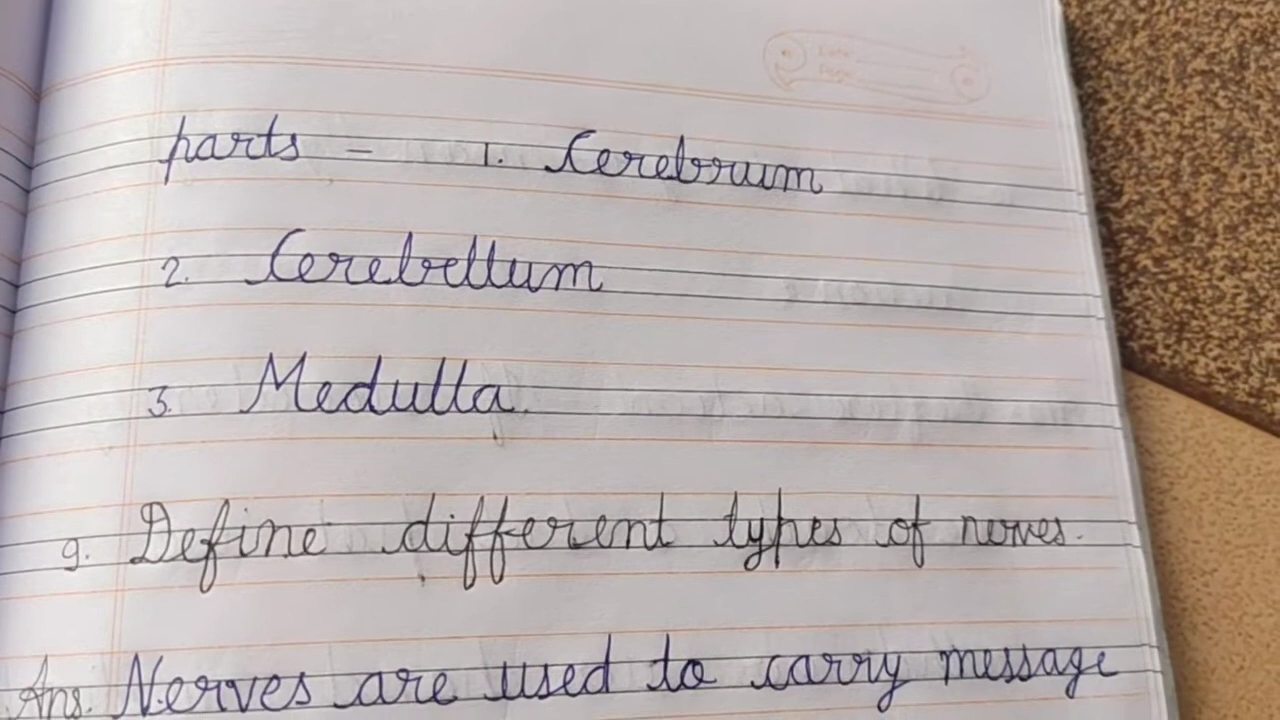 parts - 1. Cerebrum
2. Cerebellum
3. Medulla
9. Define different types of nerves.
Ans. Nerves are used to carry message